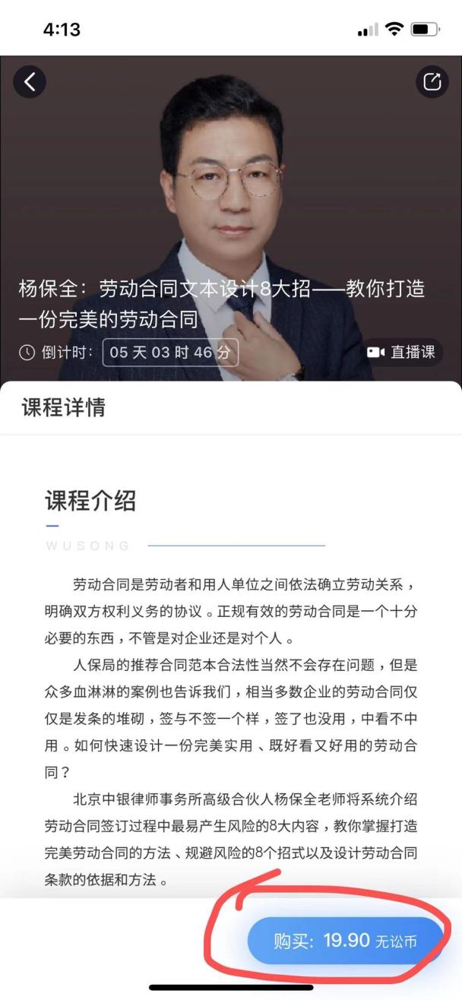 4:13
杨保全：劳动合同文本设计8大招——教你打造
一份完美的劳动合同
倒计时： 05 天 03 时 46 分
直播课
课程详情
课程介绍
WUSONG
劳动合同是劳动者和用人单位之间依法确立劳动关系，
明确双方权利义务的协议。正规有效的劳动合同是一个十分
必要的东西，不管是对企业还是对个人。
人保局的推荐合同范本合法性当然不会存在问题，但是
众多血淋淋的案例也告诉我们，相当多数企业的劳动合同仅
仅是发条的堆砌，签与不签一个样，签了也没用，中看不中
用。如何快速设计一份完美实用、既好看又好用的劳动合
同？
北京中银律师事务所高级合伙人杨保全老师将系统介绍
劳动合同签订过程中最易产生风险的8大内容，教你掌握打造
完美劳动合同的方法、规避风险的8个招式以及设计劳动合同
条款的依据和方法。
购买: 19.90 无讼币